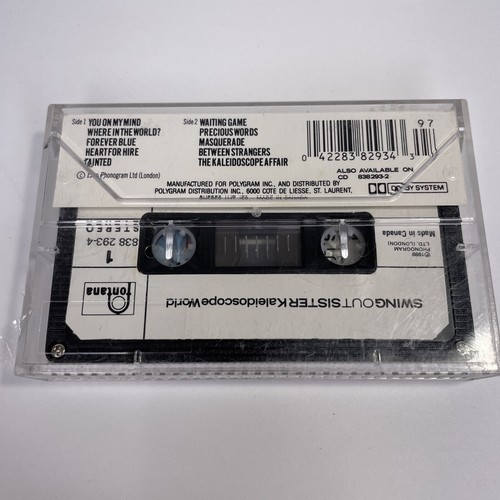 Side 1
YOU ON MY MIND
WHERE IN THE WORLD?
FOREVER BLUE
HEART FOR HIRE
TAINTED
Side 2
WAITING GAME
PRECIOUS WORDS
MASQUERADE
BETWEEN STRANGERS
THE KALEIDOSCOPE AFFAIR
Phonogram Ltd (London)
MANUFACTURED FOR POLYGRAM INC., AND DISTRIBUTED BY
POLYGRAM DISTRIBUTION INC., 6000 COTE DE LIESSE, ST. LAURENT,
97
0 42283 82934 3
ALSO AVAILABLE ON
CD 838 293-2
DOLBY SYSTEM
1
STEREO
838 293-4
fontana
SWING OUT SISTER Kaleidoscope World
PHONOGRAM
LTD. (LONDON)
Made in Canada